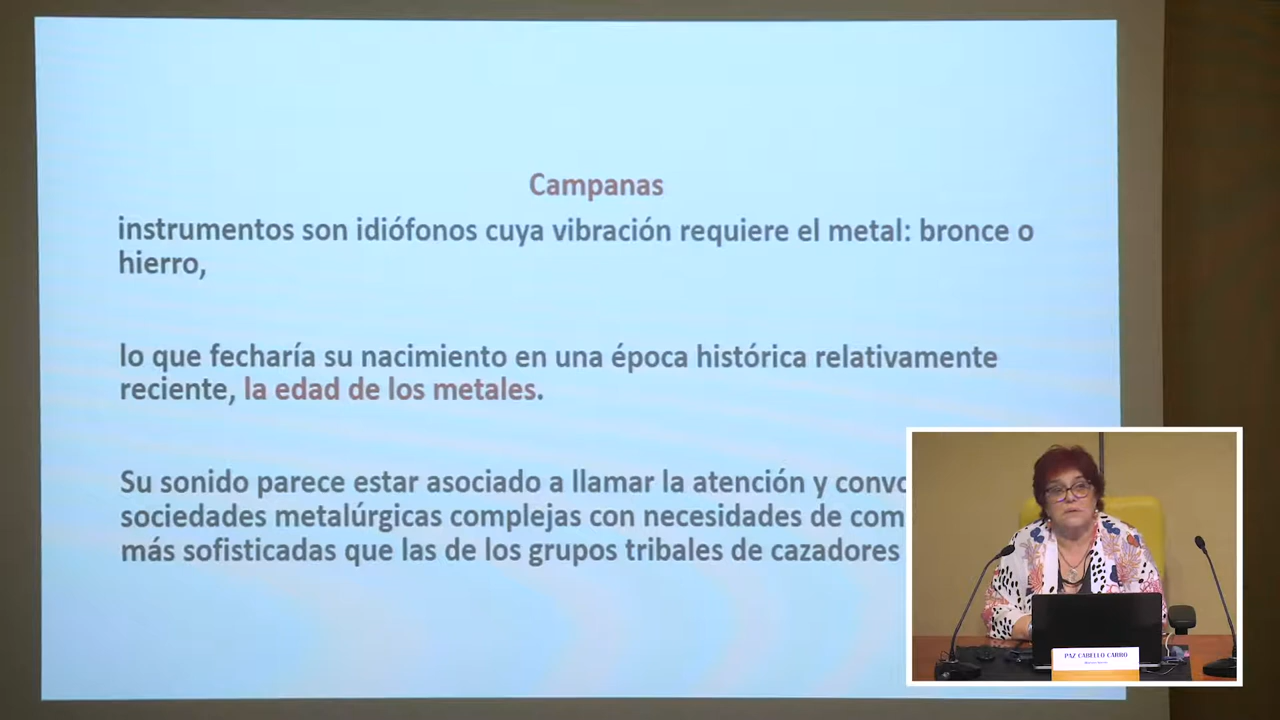 Campanas
instrumentos son idiófonos cuya vibración requiere el metal: bronce o
hierro,
lo que fecharía su nacimiento en una época histórica relativamente
reciente, la edad de los metales.
Su sonido parece estar asociado a llamar la atención y convo
sociedades metalúrgicas complejas con necesidades de com
más sofisticadas que las de los grupos tribales de cazadores
PAZ CABELLO CARRO